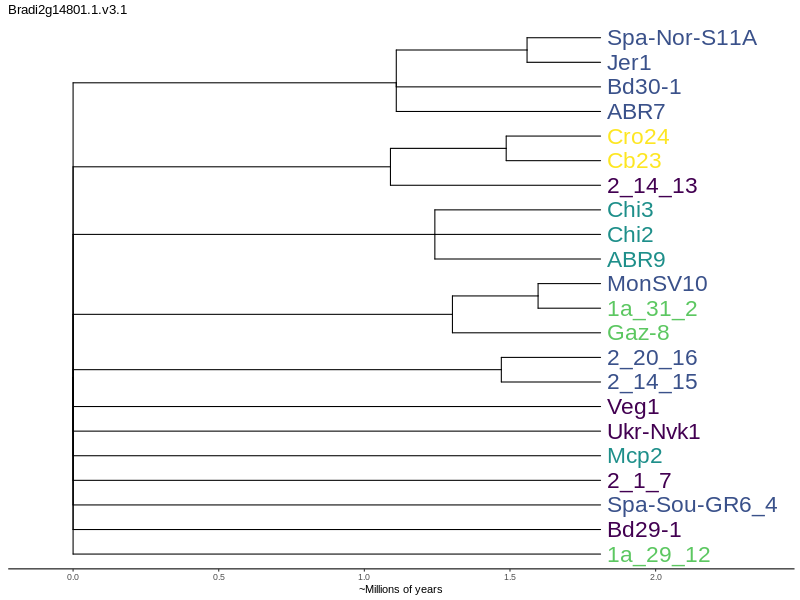 Bradi2g14801.1.v3.1
Spa-Nor-S11A
Jer1
Bd30-1
ABR7
Cro24
Cb23
2_14_13
Chi3
Chi2
ABR9
MonSV10
1a_31_2
Gaz-8
2_20_16
2_14_15
Veg1
Ukr-Nvk1
Mcp2
2_1_7
Spa-Sou-GR6_4
Bd29-1
1a_29_12
0.0 0.5 1.0 1.5 2.0
~Millions of years